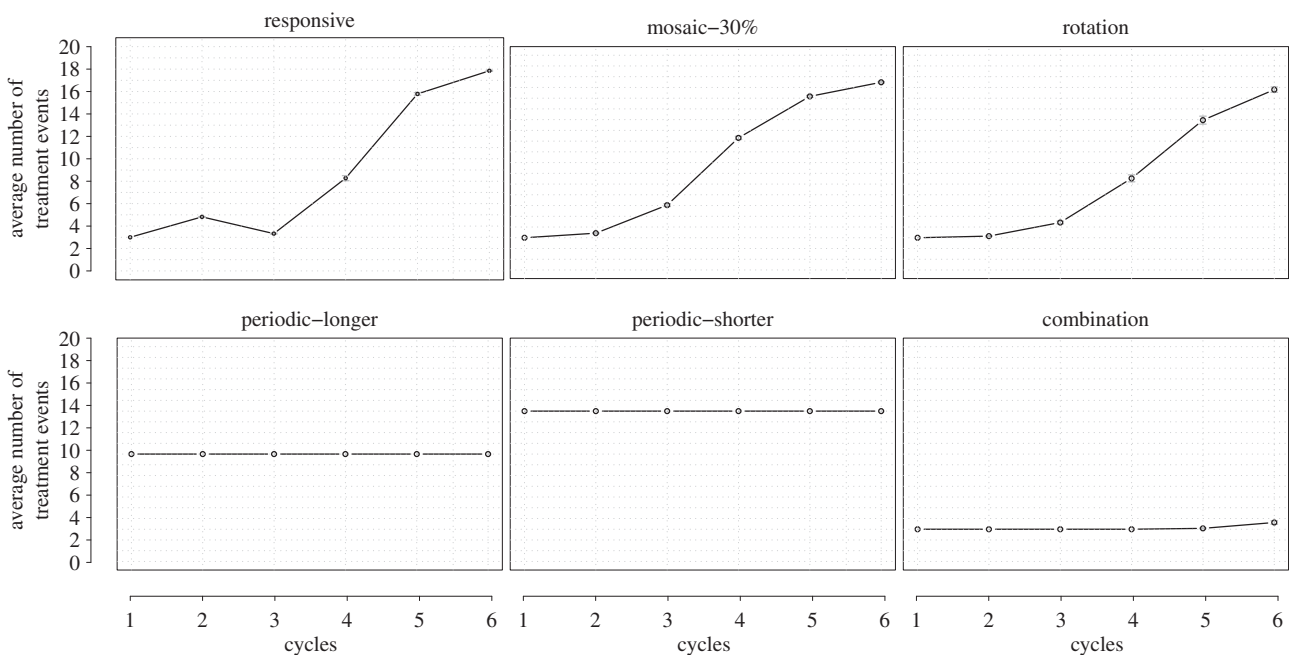 responsive
mosaic−30%
rotation
average number of
treatment events
20
18
16
14
12
10
8
6
4
2
0
periodic−longer
periodic−shorter
combination
average number of
treatment events
20
18
16
14
12
10
8
6
4
2
0
1 2 3 4 5 6
cycles
1 2 3 4 5 6
cycles
1 2 3 4 5 6
cycles